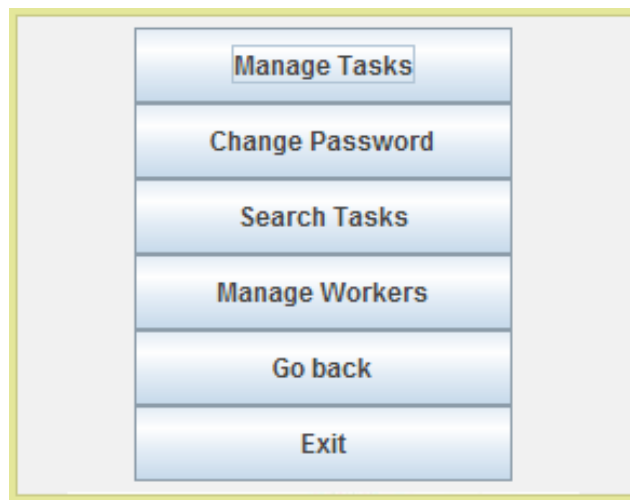 Manage Tasks
Change Password
Search Tasks
Manage Workers
Go back
Exit